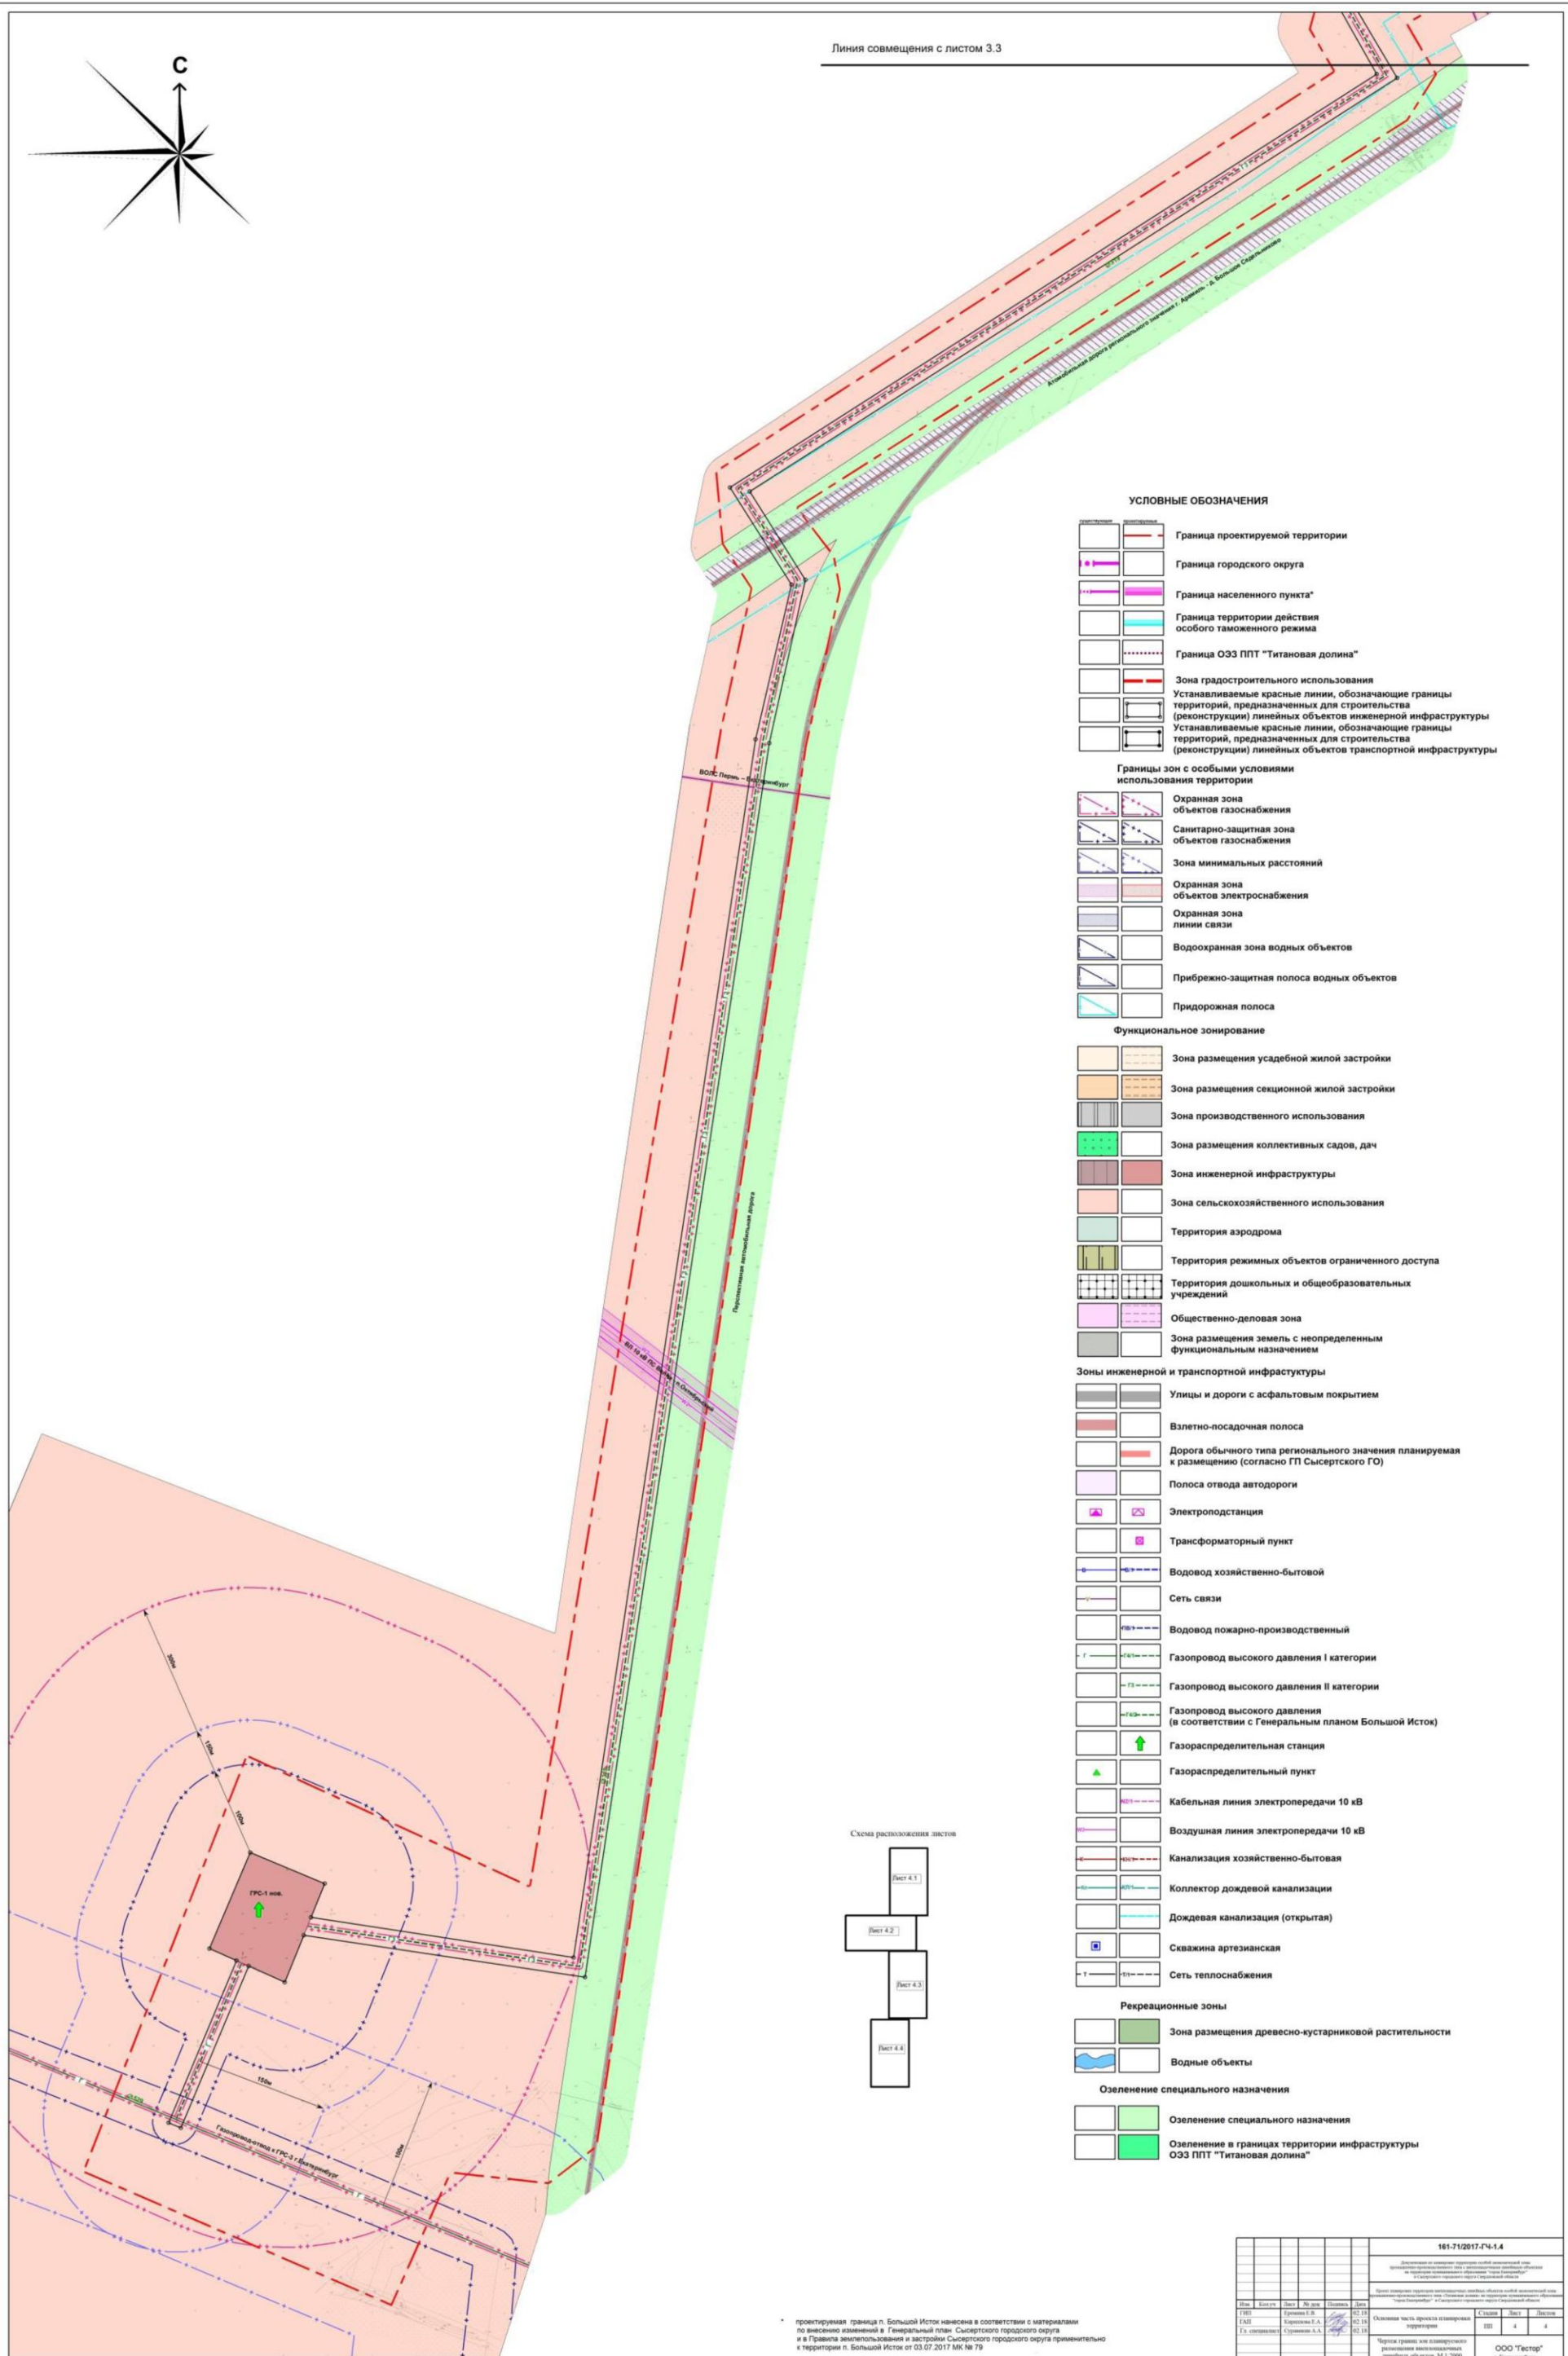 Линия совмещения с листом 3.3
С
Атомобильная дорога регионального значения г. Арамиль - д. Большое Седельниково
ВОЛС Пермь – Екатеринбург
Перспективная автомобильная дорога
300м
150м
100м
ГРС-1 нов.
150м
100м
Газопровод-отвод к ГРС-3 г.Екатеринбург
УСЛОВНЫЕ ОБОЗНАЧЕНИЯ
Граница проектируемой территории
Граница городского округа
Граница населенного пункта*
Граница территории действия
особого таможенного режима
Граница ОЭЗ ППТ "Титановая долина"
Зона градостроительного использования
Устанавливаемые красные линии, обозначающие границы
территорий, предназначенных для строительства
(реконструкции) линейных объектов инженерной инфраструктуры
Устанавливаемые красные линии, обозначающие границы
территорий, предназначенных для строительства
(реконструкции) линейных объектов транспортной инфраструктуры
Границы зон с особыми условиями
использования территории
Охранная зона
объектов газоснабжения
Санитарно-защитная зона
объектов газоснабжения
Зона минимальных расстояний
Охранная зона
объектов электроснабжения
Охранная зона
линии связи
Водоохранная зона водных объектов
Прибрежно-защитная полоса водных объектов
Придорожная полоса
Функциональное зонирование
Зона размещения усадебной жилой застройки
Зона размещения секционной жилой застройки
Зона производственного использования
Зона размещения коллективных садов, дач
Зона инженерной инфраструктуры
Зона сельскохозяйственного использования
Территория аэродрома
Территория режимных объектов ограниченного доступа
Территория дошкольных и общеобразовательных
учреждений
Общественно-деловая зона
Зона размещения земель с неопределенным
функциональным назначением
Зоны инженерной и транспортной инфрастуктуры
Улицы и дороги с асфальтовым покрытием
Взлетно-посадочная полоса
Дорога обычного типа регионального значения планируемая
к размещению (согласно ГП Сысертского ГО)
Полоса отвода автодороги
Электроподстанция
Трансформаторный пункт
Водовод хозяйственно-бытовой
Сеть связи
Водовод пожарно-производственный
Газопровод высокого давления I категории
Газопровод высокого давления II категории
Газопровод высокого давления
(в соответствии с Генеральным планом Большой Исток)
Газораспределительная станция
Газораспределительный пункт
Кабельная линия электропередачи 10 кВ
Воздушная линия электропередачи 10 кВ
Канализация хозяйственно-бытовая
Коллектор дождевой канализации
Дождевая канализация (открытая)
Скважина артезианская
Сеть теплоснабжения
Рекреационные зоны
Зона размещения древесно-кустарниковой растительности
Водные объекты
Озеленение специального назначения
Озеленение специального назначения
Озеленение в границах территории инфраструктуры
ОЭЗ ППТ "Титановая долина"
Схема расположения листов
Лист 4.1
Лист 4.2
Лист 4.3
Лист 4.4
* проектируемая граница п. Большой Исток нанесена в соответствии с материалами
по внесению изменений в Генеральный план Сысертского городского округа
и в Правила землепользования и застройки Сысертского городского округа применительно
к территории п. Большой Исток от 03.07.2017 МК № 79
161-71/2017-ГЧ-1.4
Изм. Кол.уч Лист № док Подпись Дата
ГИП 02.18
ГАП 02.18
Гл. специалист 02.18
Основная часть проекта планировки
территории
Стадия Лист Листов
ПП 4 4
ООО "Гестор"